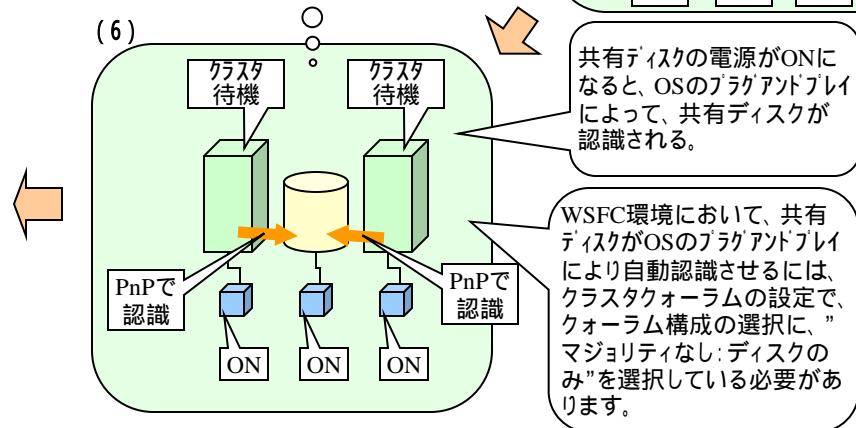 (6)
クラスタ
待機
クラスタ
待機
共有ディスクの電源がONに
なると、OSのプラグアンドプレイ
によって、共有ディスクが
認識される。
WSFC環境において、共有
ディスクがOSのプラグアンドプレイ
により自動認識させるには、
クラスタクォーラムの設定で、
クォーラム構成の選択に、”
マジョリティなし:ディスクの
み”を選択している必要があ
ります。
PnPで
認識
PnPで
認識
ON
ON
ON